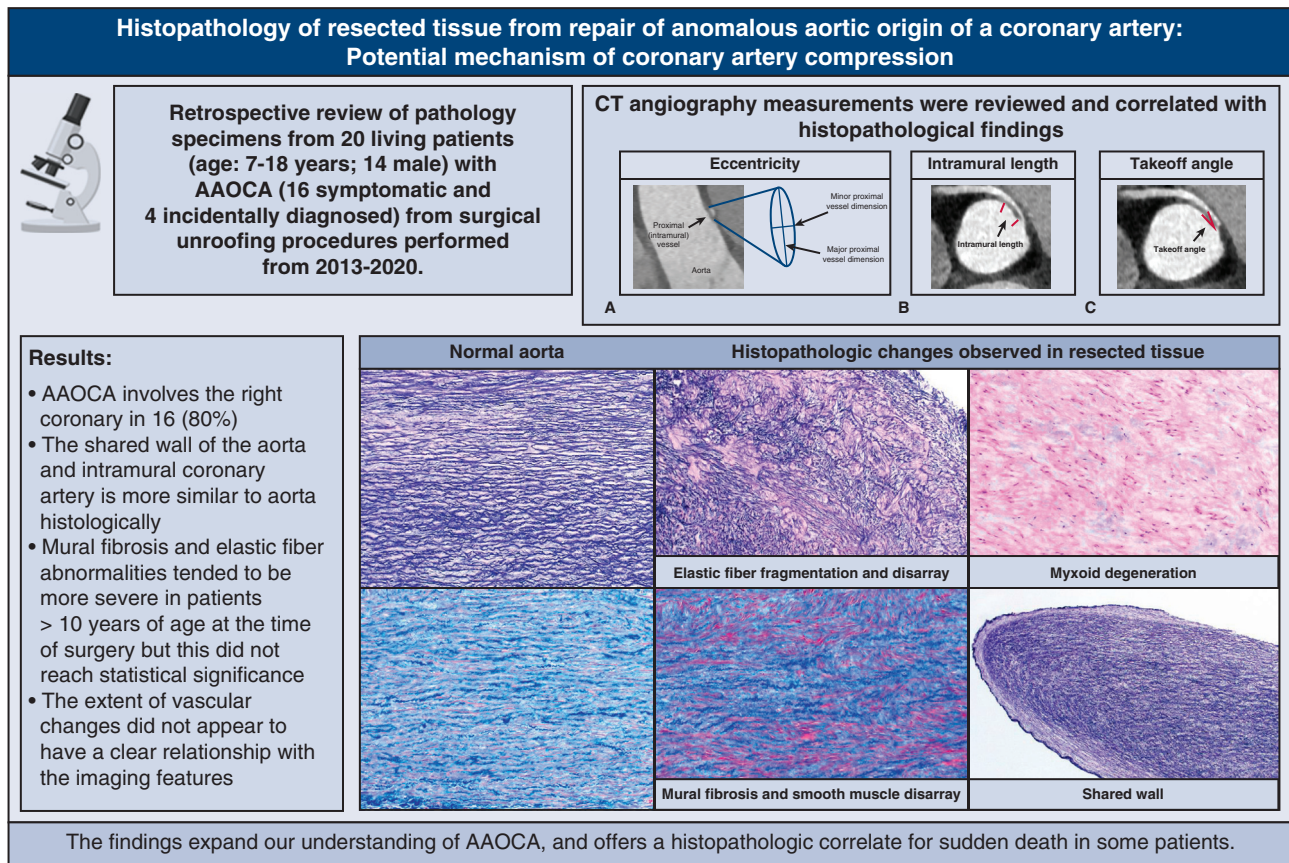 Histopathology of resected tissue from repair of anomalous aortic origin of a coronary artery:
Potential mechanism of coronary artery compression
Retrospective review of pathology
specimens from 20 living patients
(age: 7-18 years; 14 male) with
AAOCA (16 symptomatic and
4 incidentally diagnosed) from surgical
unroofing procedures performed
from 2013-2020.
CT angiography measurements were reviewed and correlated with
histopathological findings
Eccentricity
Proximal
(intramural)
vessel
Aorta
Minor proximal
vessel dimension
Major proximal
vessel dimension
A
Intramural length
Intramural length
B
Takeoff angle
Takeoff angle
C
Results:
• AAOCA involves the right
coronary in 16 (80%)
• The shared wall of the aorta
and intramural coronary
artery is more similar to aorta
histologically
• Mural fibrosis and elastic fiber
abnormalities tended to be
more severe in patients
> 10 years of age at the time
of surgery but this did not
reach statistical significance
• The extent of vascular
changes did not appear to
have a clear relationship with
the imaging features
Normal aorta
Histopathologic changes observed in resected tissue
Elastic fiber fragmentation and disarray
Myxoid degeneration
Mural fibrosis and smooth muscle disarray
Shared wall
The findings expand our understanding of AAOCA, and offers a histopathologic correlate for sudden death in some patients.